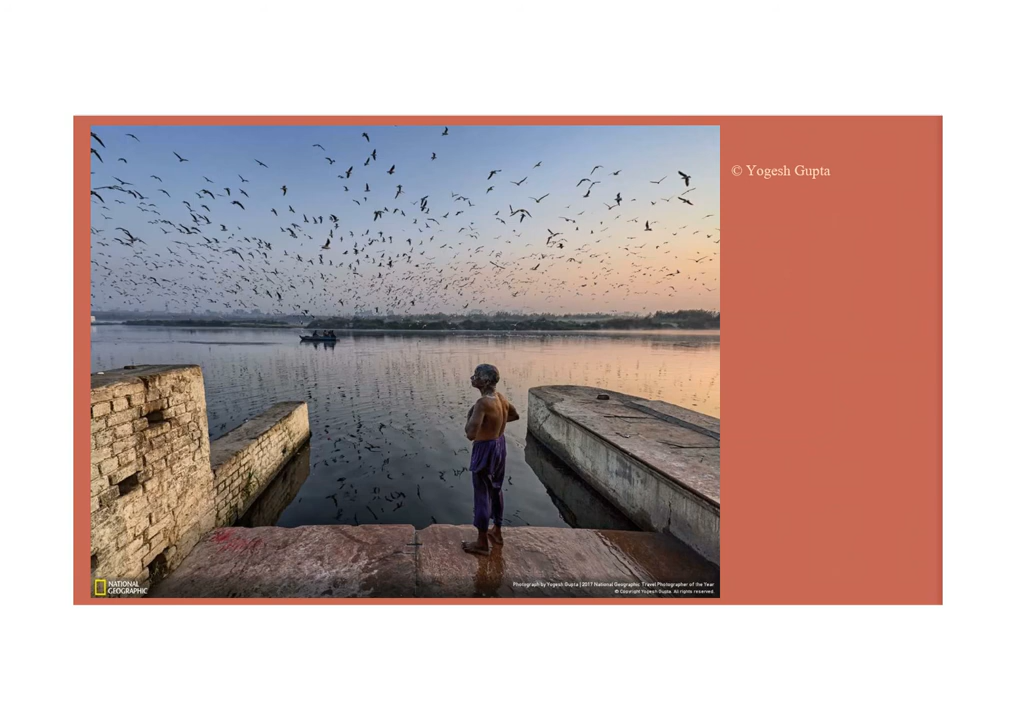 © Yogesh Gupta
NATIONAL
GEOGRAPHIC
Photograph by Yogesh Gupta | 2017 National Geographic Travel Photographer of the Year
© Copyright Yogesh Gupta. All rights reserved.